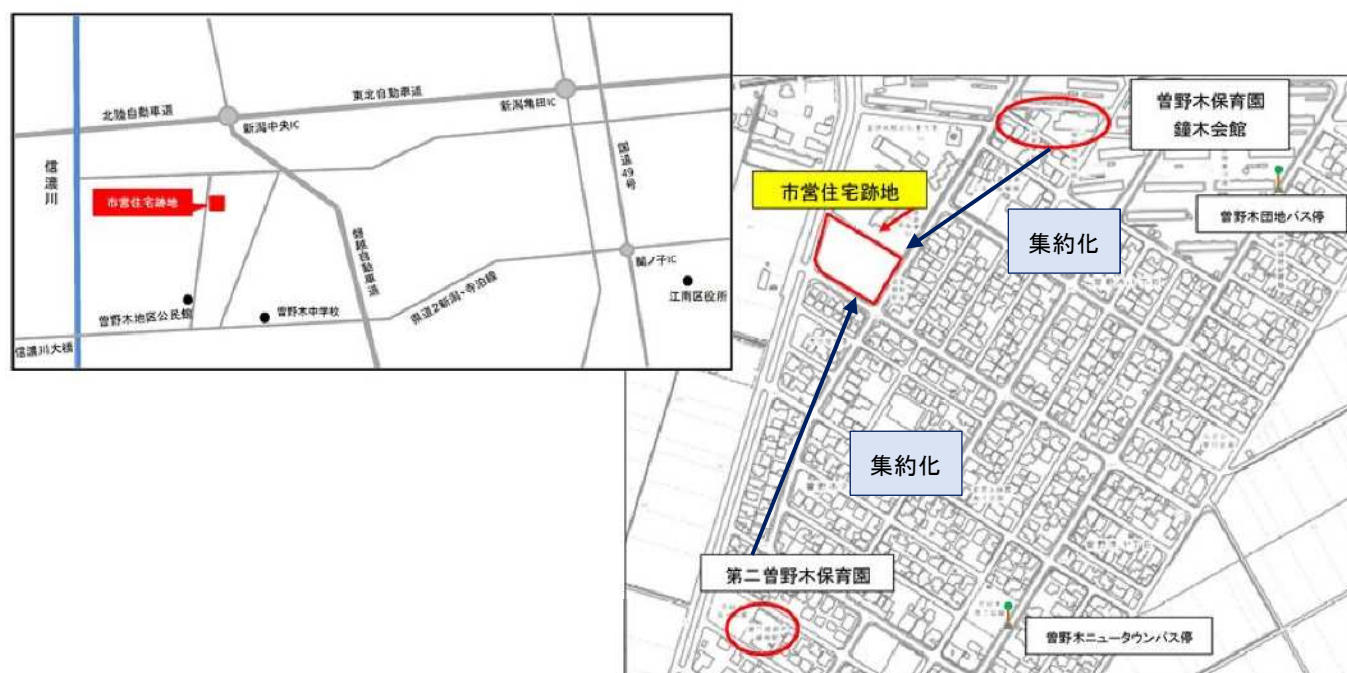 北陸自動車道
東北自動車道
新潟中央IC
新潟亀田IC
信濃川
国道49号
市営住宅跡地
磐越自動車道
県道2新潟・寺泊線
江南区役所
曽野木地区公民館
曽野木中学校
信濃川大橋
曽野木保育園
鐘木会館
市営住宅跡地
集約化
曽野木団地バス停
集約化
第二曽野木保育園
曽野木ニュータウンバス停